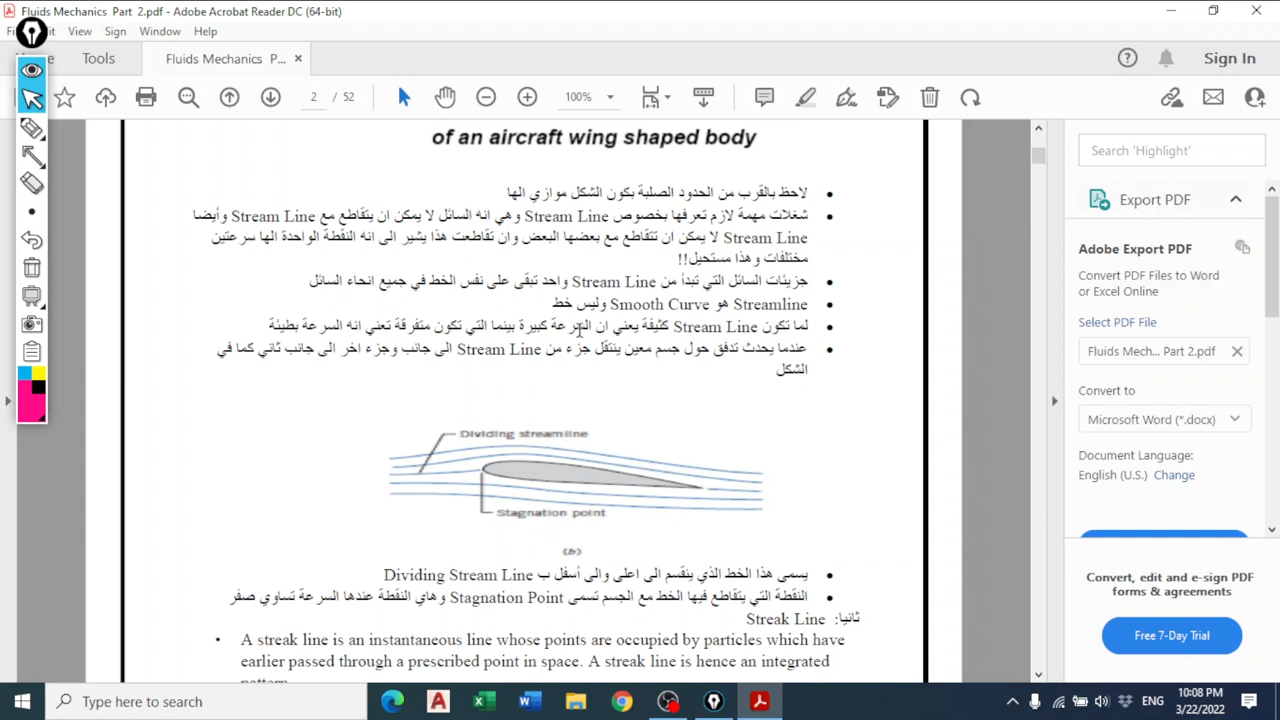 Fluids Mechanics Part 2.pdf - Adobe Acrobat Reader DC (64-bit)
View Sign Window Help
Tools
Fluids Mechanics P...
Sign In
2 / 52
100%
of an aircraft wing shaped body
لاحظ بالقرب من الحدود الصلبة يكون الشكل موازي الها
شغلات مهمة لازم تعرفها بخصوص Stream Line وهي انه السائل لا يمكن ان يتقاطع مع Stream Line وأيضا
Stream Line لا يمكن ان تتقاطع مع بعضها البعض وان تقاطعت هذا يشير الى انه النقطة الواحدة الها سرعتين
مختلفات وهذا مستحيل!!
جزيئات السائل التي تبدأ من Stream Line واحد تبقى على نفس الخط في جميع انحاء السائل
Streamline هو Smooth Curve وليس خط
لما تكون Stream Line كثيفة يعني ان السرعة كبيرة بينما التي تكون متفرقة تعني انه السرعة بطيئة
عندما يحدث تدفق حول جسم معين ينتقل جزء من Stream Line الى جانب وجزء اخر الى جانب ثاني كما في
الشكل
Dividing streamline
Stagnation point
(b)
يسمى هذا الخط الذي ينقسم الى اعلى والى أسفل ب Dividing Stream Line
النقطة التي يتقاطع فيها الخط مع الجسم تسمى Stagnation Point وهاي النقطة عندها السرعة تساوي صفر
ثانيا: Streak Line
A streak line is an instantaneous line whose points are occupied by particles which have
earlier passed through a prescribed point in space. A streak line is hence an integrated
pattern
Search 'Highlight'
Export PDF
Adobe Export PDF
Convert PDF Files to Word
or Excel Online
Select PDF File
Fluids Mech... Part 2.pdf
Convert to
Microsoft Word (*.docx)
Document Language:
English (U.S.) Change
Convert, edit and e-sign PDF
forms & agreements
Free 7-Day Trial
Type here to search
ENG
10:08 PM
3/22/2022